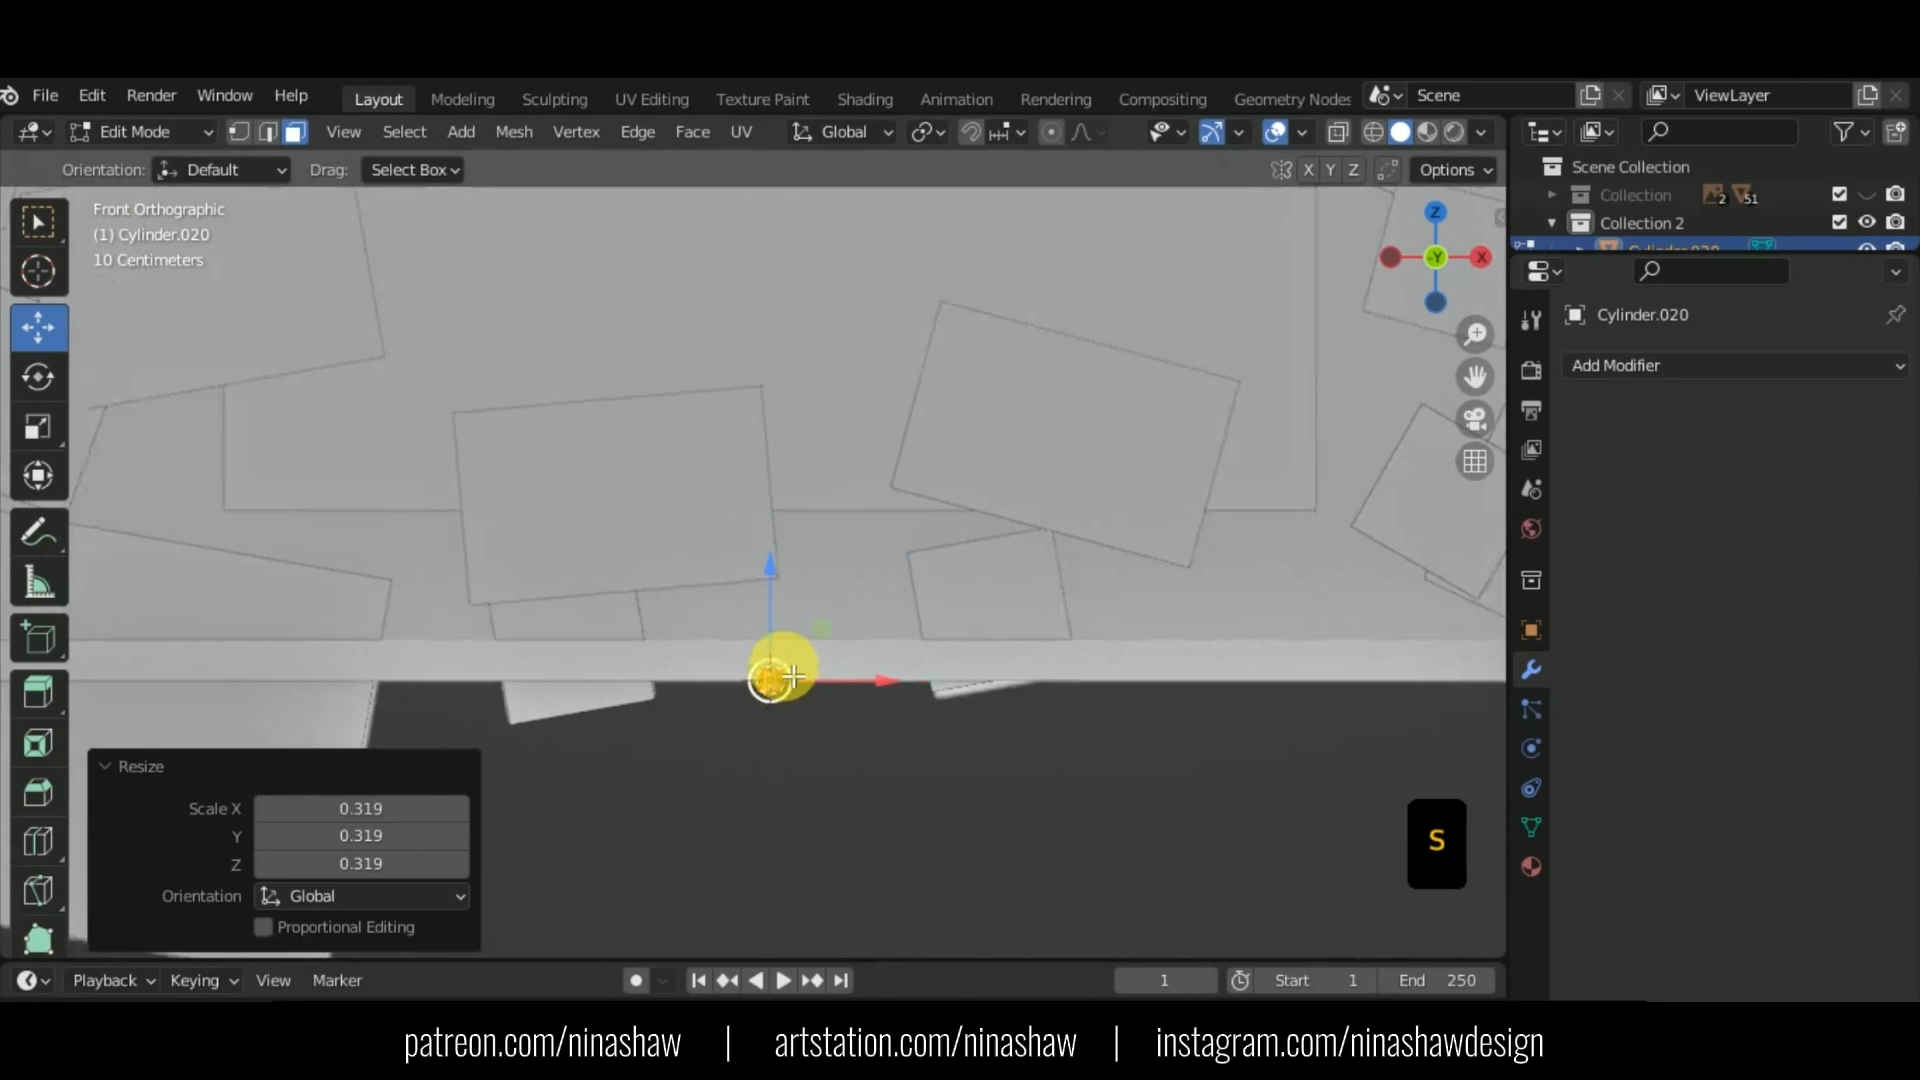 File Edit Render Window Help Layout Modeling Sculpting UV Editing Texture Paint Shading Animation Rendering Compositing Geometry Nodes Scene ViewLayer
Edit Mode View Select Add Mesh Vertex Edge Face UV Global
Orientation: Default Drag: Select Box X Y Z Options
Scene Collection
Collection 2 51
Collection 2
Cylinder.020
Front Orthographic
(1) Cylinder.020
10 Centimeters
Z
-Y X
Cylinder.020
Add Modifier
Resize
Scale X 0.319
Y 0.319
Z 0.319
Orientation Global
Proportional Editing
S
Playback Keying View Marker 1 Start 1 End 250
patreon.com/ninashaw | artstation.com/ninashaw | instagram.com/ninashawdesign